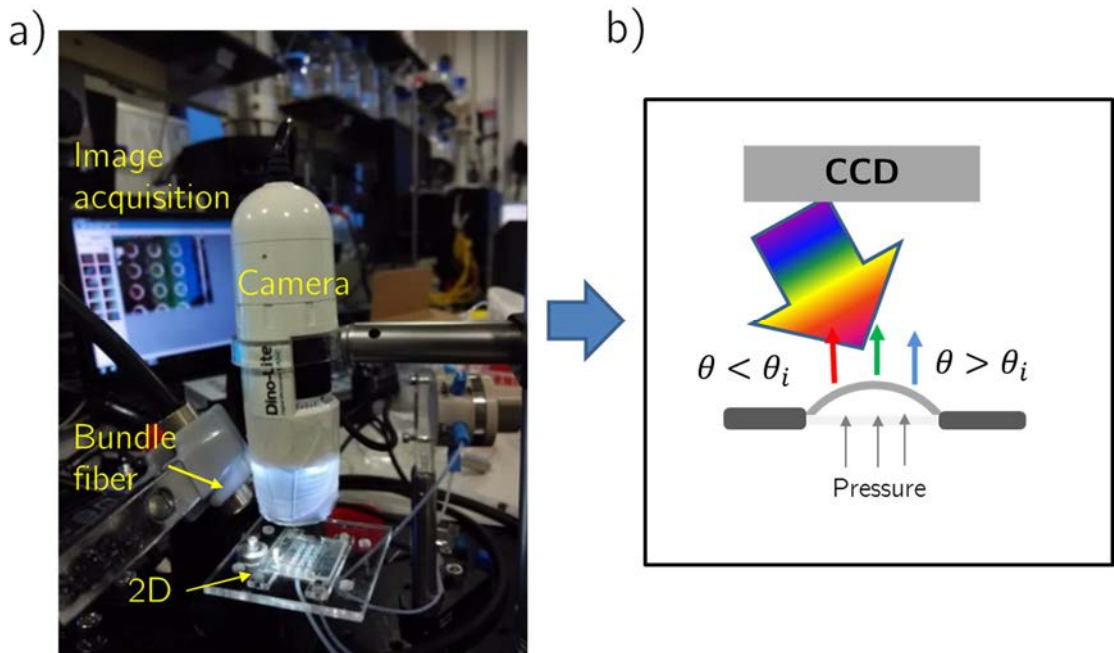 a)
Image
acquisition
Camera
Dino-Lite
Bundle
fiber
2D
b)
CCD
θ < θᵢ
θ > θᵢ
Pressure